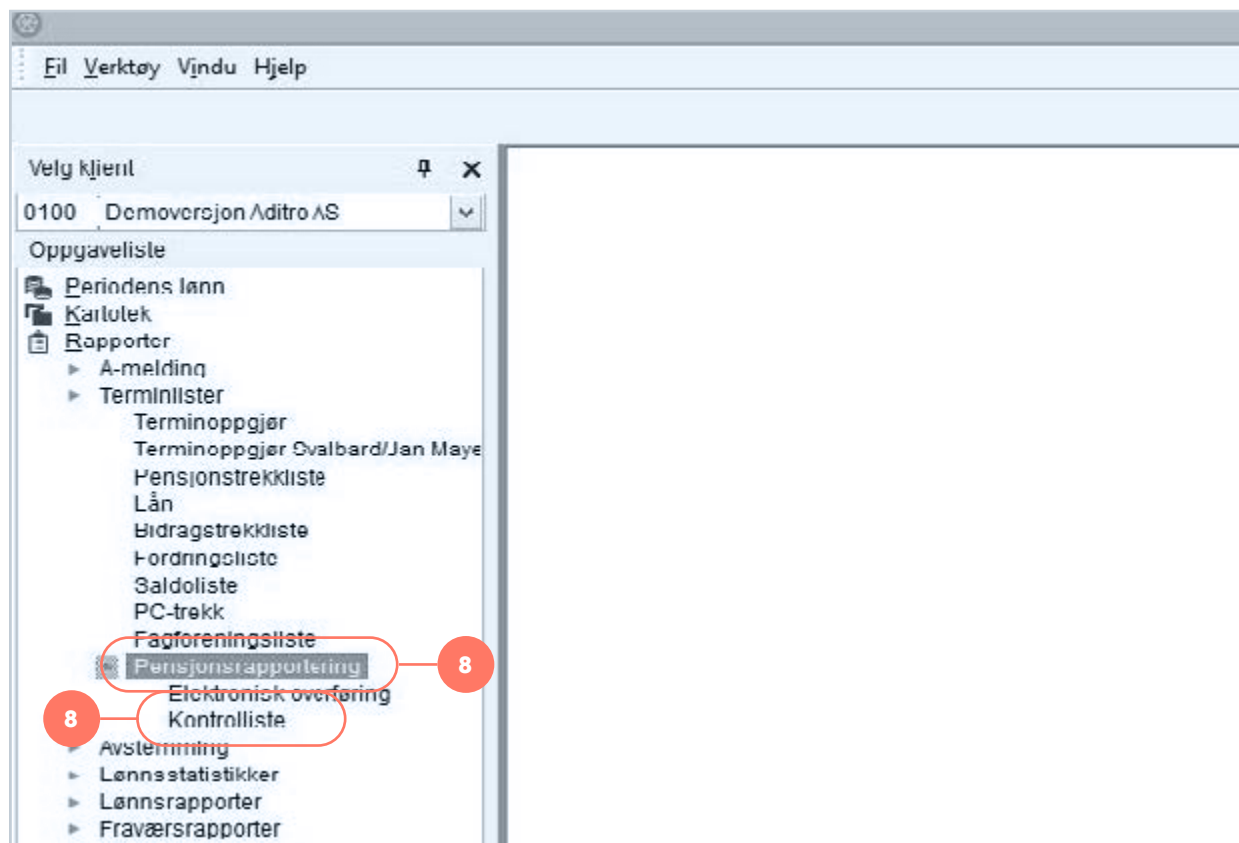 Fil Verktøy Vindu Hjelp
Velg klient
0100 Demoversjon Aditro AS
Oppgaveliste
Periodens lønn
Kartotek
Rapporter
A-melding
Terminlister
Terminoppgjør
Terminoppgjør Svalbard/Jan Maye
Pensjonstrekkliste
Lån
Bidragstrekkliste
Fordringsliste
Saldoliste
PC-trekk
Fagforeningsliste
Pensjonsrapportering
8
Elektronisk overføring
8
Kontrolliste
Avstemming
Lønnsstatistikker
Lønnsrapporter
Fraværsrapporter